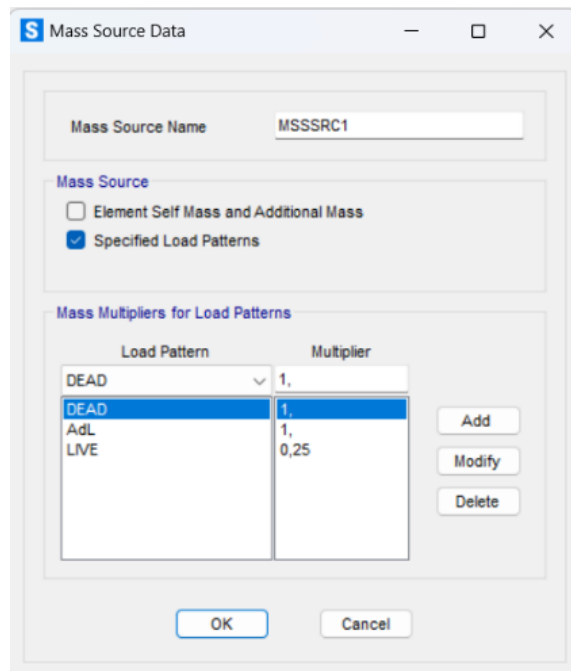 S Mass Source Data
Mass Source Name MSSSRC1
Mass Source
Element Self Mass and Additional Mass
Specified Load Patterns
Mass Multipliers for Load Patterns
Load Pattern Multiplier
DEAD 1,
DEAD 1,
AdL 1,
LIVE 0,25
Add
Modify
Delete
OK Cancel